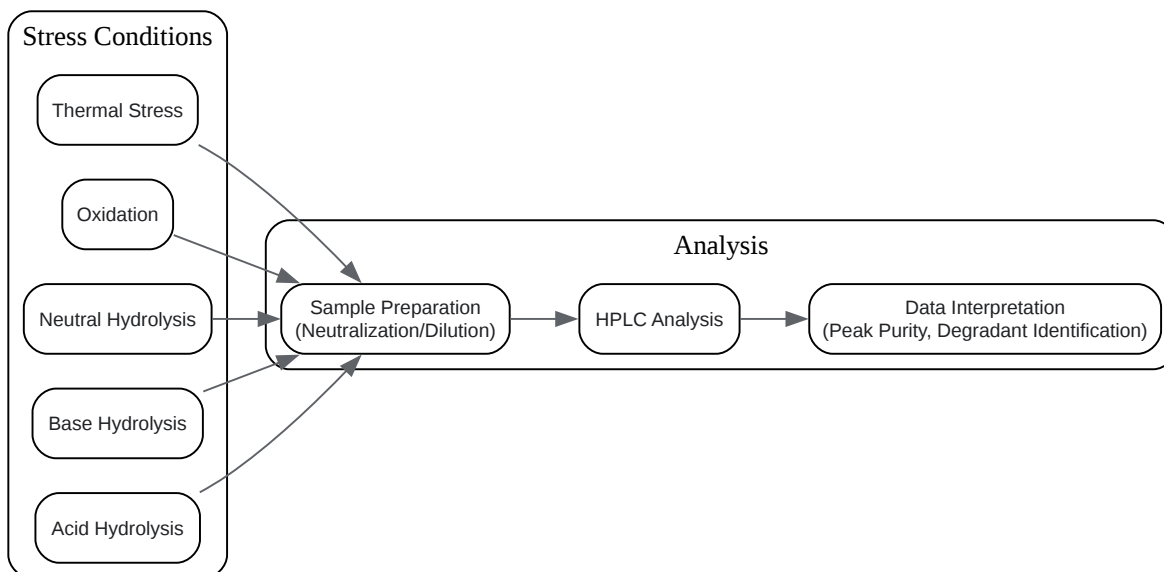 Stress Conditions
Thermal Stress
Oxidation
Neutral Hydrolysis
Base Hydrolysis
Acid Hydrolysis
Analysis
Sample Preparation
(Neutralization/Dilution)
HPLC Analysis
Data Interpretation
(Peak Purity, Degradant Identification)